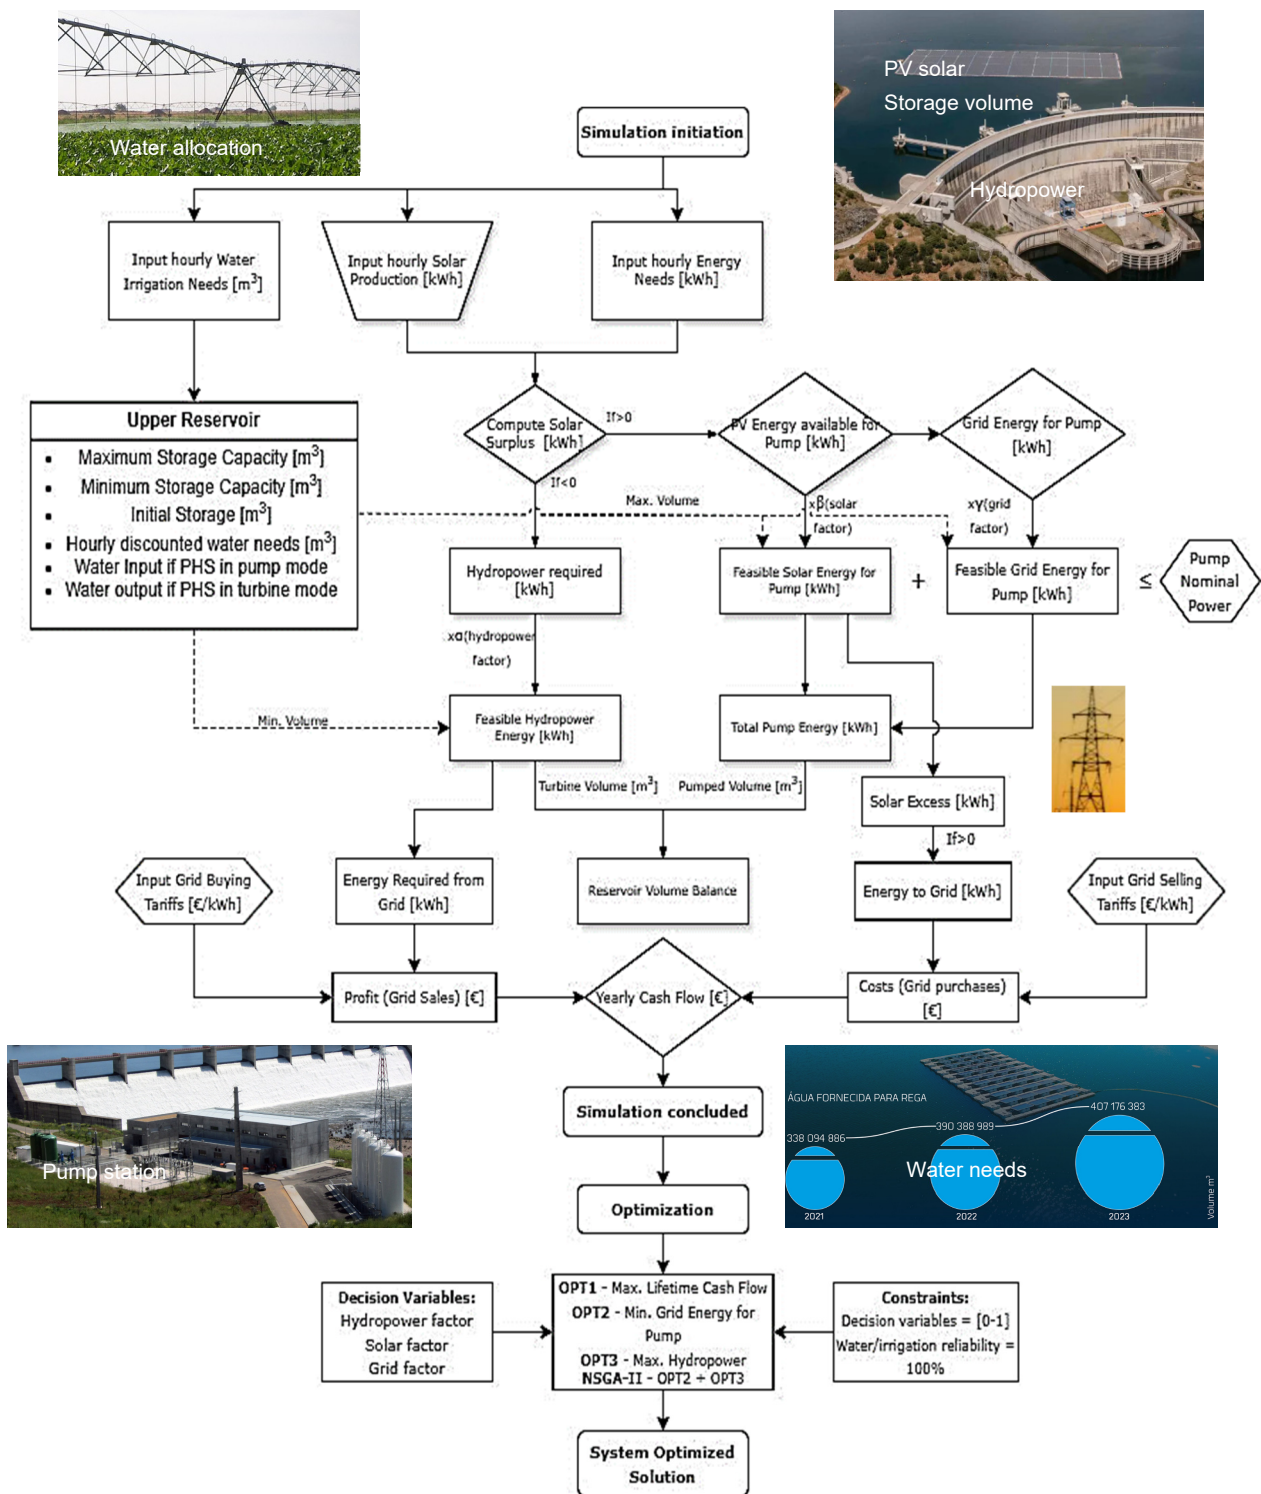 Water allocation
PV solar
Storage volume
Hydropower
Simulation initiation
Input hourly Water
Irrigation Needs [m³]
Input hourly Solar
Production [kWh]
Input hourly Energy
Needs [kWh]
Upper Reservoir
Maximum Storage Capacity [m³]
Minimum Storage Capacity [m³]
Initial Storage [m³]
Hourly discounted water needs [m³]
Water Input if PHS in pump mode
Water output if PHS in turbine mode
Compute Solar
Surplus [kWh]
If>0
If<0
PV Energy available for
Pump [kWh]
Grid Energy for Pump
[kWh]
Max. Volume
xβ(solar
factor)
xγ(grid
factor)
Hydropower required
[kWh]
Feasible Solar Energy for
Pump [kWh]
+
Feasible Grid Energy for
Pump [kWh]
≤
Pump
Nominal
Power
xα(hydropower
factor)
Min. Volume
Feasible Hydropower
Energy [kWh]
Total Pump Energy [kWh]
Turbine Volume [m³]
Pumped Volume [m³]
Solar Excess [kWh]
If>0
Input Grid Buying
Tariffs [€/kWh]
Energy Required from
Grid [kWh]
Reservoir Volume Balance
Energy to Grid [kWh]
Input Grid Selling
Tariffs [€/kWh]
Profit (Grid Sales) [€]
Yearly Cash Flow [€]
Costs (Grid purchases)
[€]
Simulation concluded
Pump station
ÁGUA FORNECIDA PARA REGA
338 094 886
390 388 989
407 176 383
Water needs
2021
2022
2023
Volume m³
Optimization
Decision Variables:
Hydropower factor
Solar factor
Grid factor
OPT1 - Max. Lifetime Cash Flow
OPT2 - Min. Grid Energy for
Pump
OPT3 - Max. Hydropower
NSGA-II - OPT2 + OPT3
Constraints:
Decision variables = [0-1]
Water/irrigation reliability =
100%
System Optimized
Solution